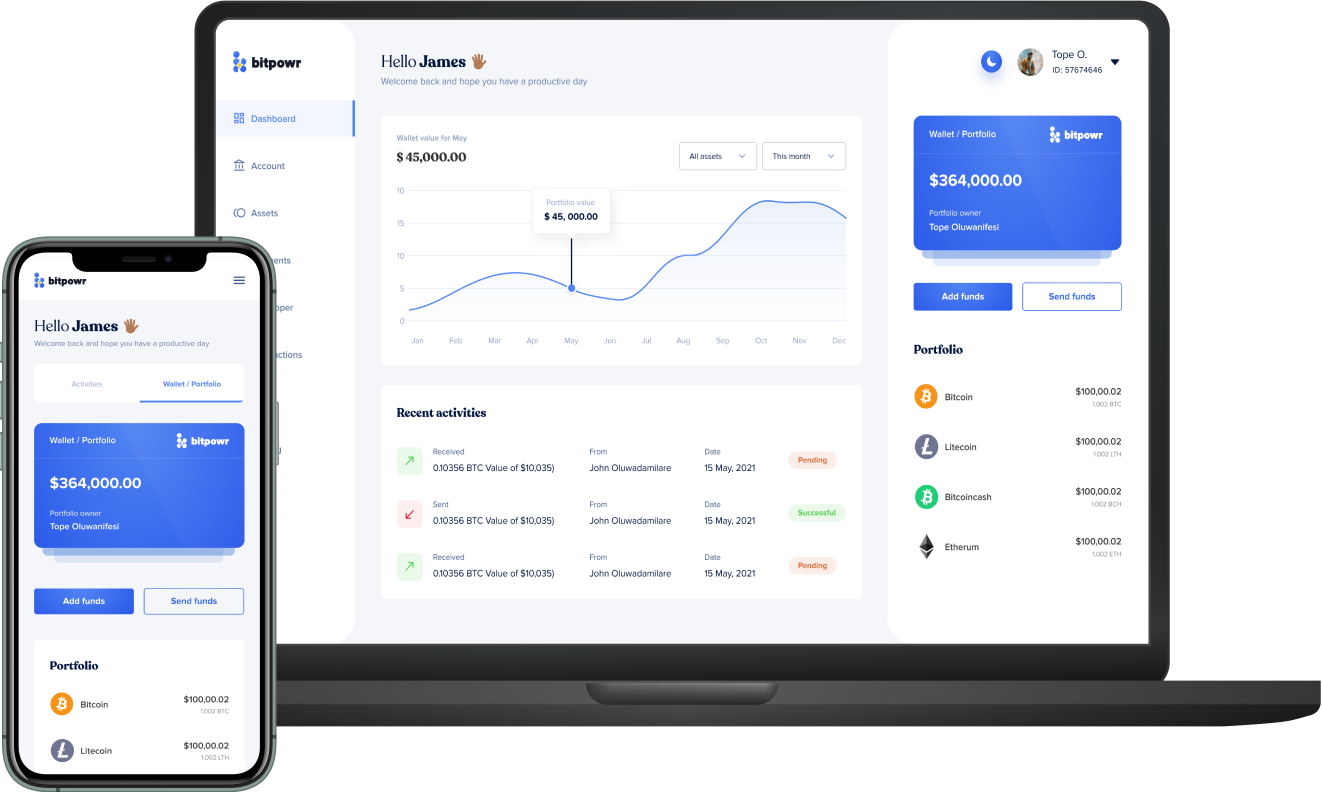 bitpowr
Dashboard
Account
Assets
ents
oper
ctions
g
Hello James
Welcome back and hope you have a productive day
Wallet value for May
$ 45,000.00
All assets
This month
10
15
10
5
0
Portfolio value
$ 45, 000.00
Jan Feb Mar Apr May Jun Jul Aug Sep Oct Nov Dec
Recent activities
Received From Date
0.10356 BTC Value of $10,035) John Oluwadamilare 15 May, 2021
Pending
Sent From Date
0.10356 BTC Value of $10,035) John Oluwadamilare 15 May, 2021
Successful
Received From Date
0.10356 BTC Value of $10,035) John Oluwadamilare 15 May, 2021
Pending
Tope O.
ID: 57674646
Wallet / Portfolio bitpowr
$364,000.00
Portfolio owner
Tope Oluwanifesi
Add funds Send funds
Portfolio
Bitcoin $100,00.02
1.002 BTC
Litecoin $100,00.02
1.002 LTH
Bitcoincash $100,00.02
1.002 BCH
Etherum $100,00.02
1.002 ETH
bitpowr
Hello James
Welcome back and hope you have a productive day
Activities Wallet / Portfolio
Wallet / Portfolio bitpowr
$364,000.00
Portfolio owner
Tope Oluwanifesi
Add funds Send funds
Portfolio
Bitcoin $100,00.02
1.002 BTC
Litecoin $100,00.02
1.002 LTH